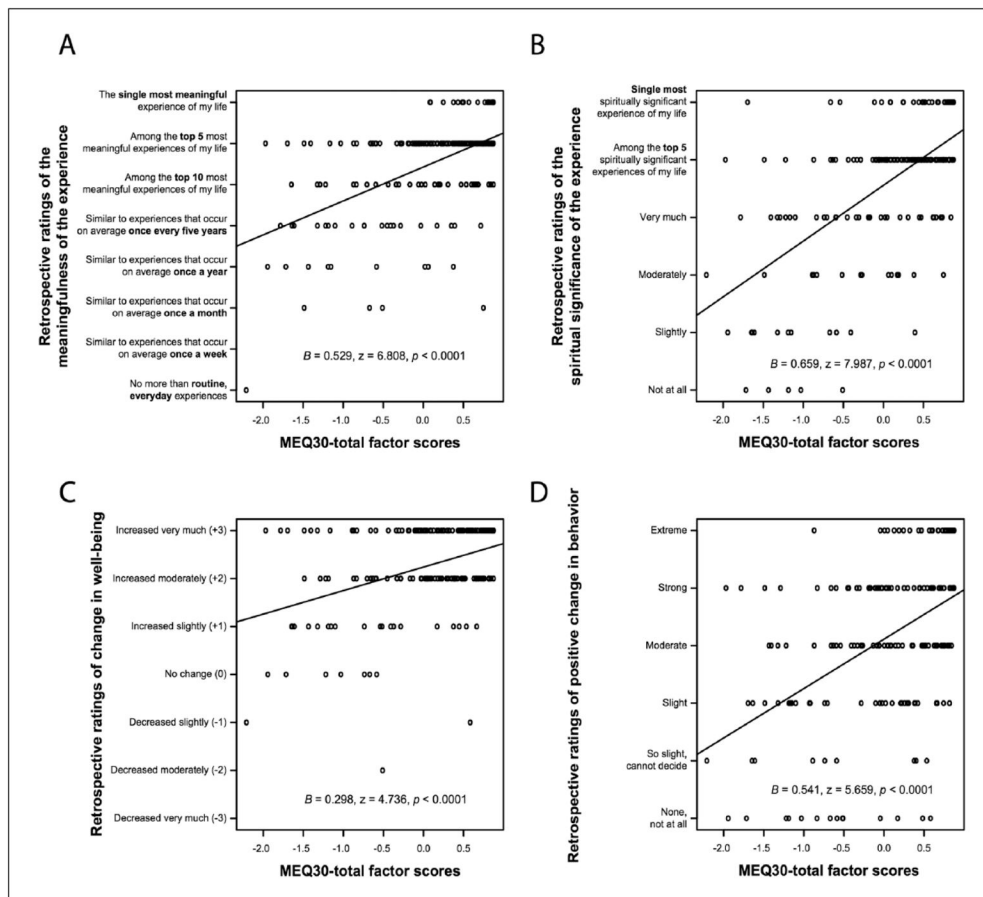 A
Retrospective ratings of the
meaningfulness of the experience
The single most meaningful
experience of my life
Among the top 5 most
meaningful experiences of my life
Among the top 10 most
meaningful experiences of my life
Similar to experiences that occur
on average once every five years
Similar to experiences that occur
on average once a year
Similar to experiences that occur
on average once a month
Similar to experiences that occur
on average once a week
No more than routine,
everyday experiences
B = 0.529, z = 6.808, p < 0.0001
-2.0 -1.5 -1.0 -0.5 0.0 0.5
MEQ30-total factor scores
B
Retrospective ratings of the
spiritual significance of the experience
Single most
spiritually significant
experience of my life
Among the top 5
spiritually significant
experiences of my life
Very much
Moderately
Slightly
Not at all
B = 0.659, z = 7.987, p < 0.0001
-2.0 -1.5 -1.0 -0.5 0.0 0.5
MEQ30-total factor scores
C
Retrospective ratings of change in well-being
Increased very much (+3)
Increased moderately (+2)
Increased slightly (+1)
No change (0)
Decreased slightly (-1)
Decreased moderately (-2)
Decreased very much (-3)
B = 0.298, z = 4.736, p < 0.0001
-2.0 -1.5 -1.0 -0.5 0.0 0.5
MEQ30-total factor scores
D
Retrospective ratings of positive change in behavior
Extreme
Strong
Moderate
Slight
So slight,
cannot decide
None,
not at all
B = 0.541, z = 5.659, p < 0.0001
-2.0 -1.5 -1.0 -0.5 0.0 0.5
MEQ30-total factor scores